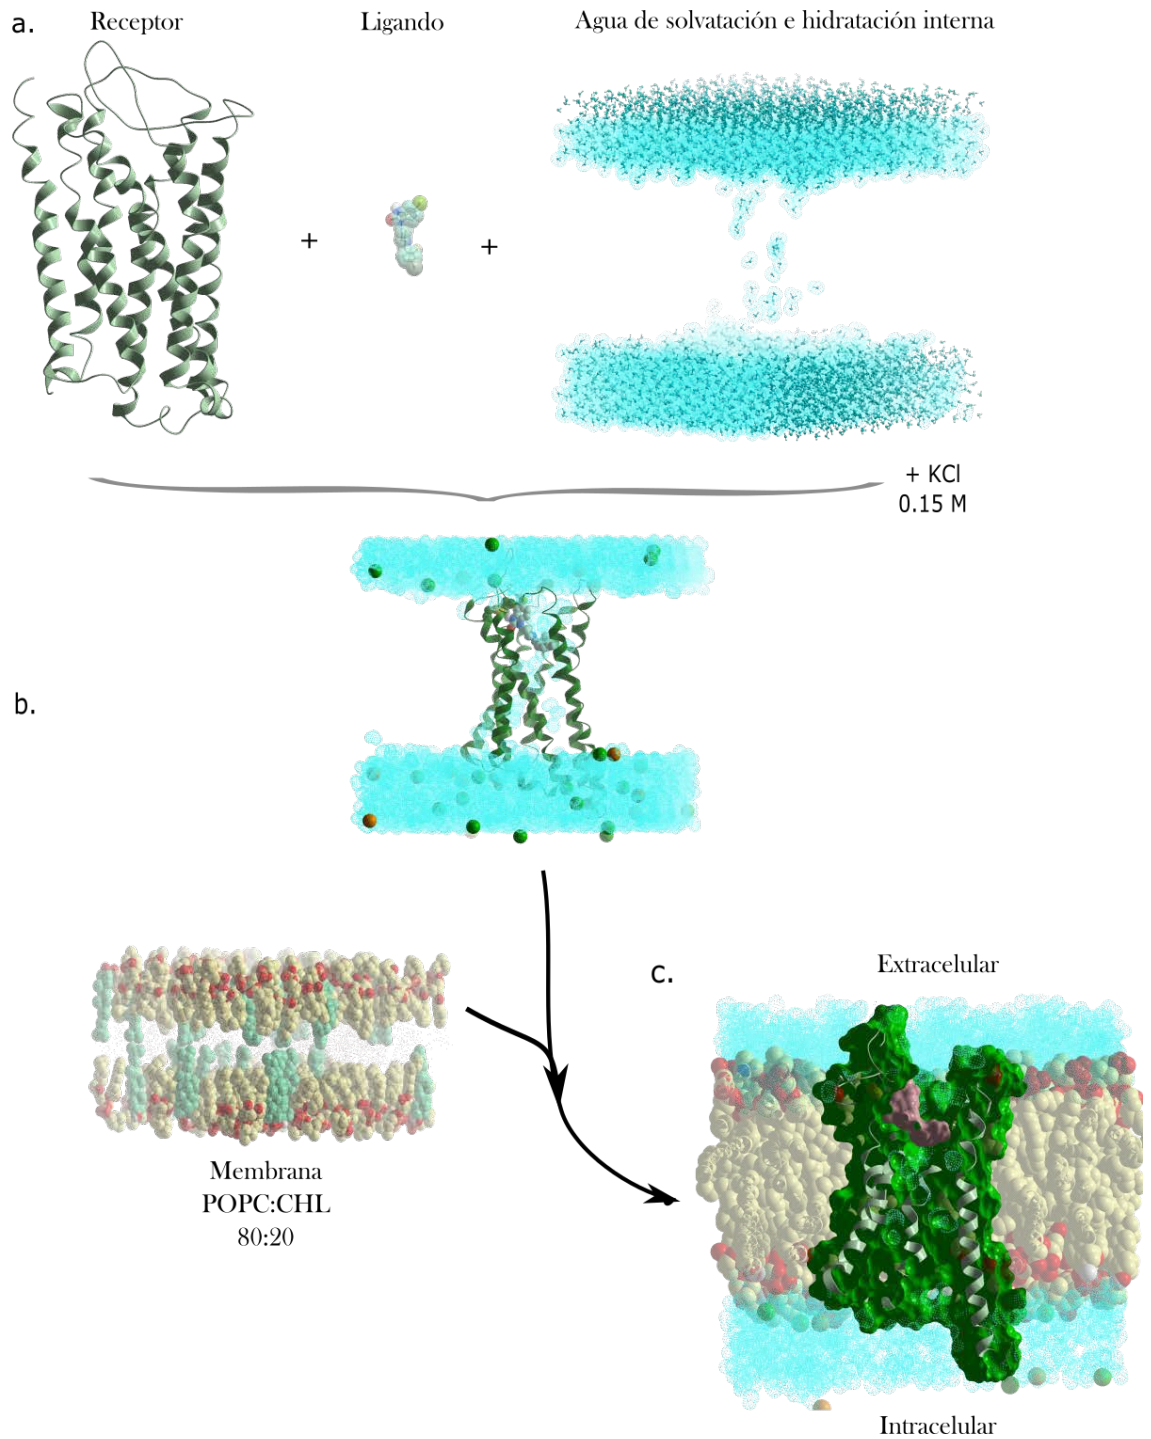 a.
Receptor
Ligando
Agua de solvatación e hidratación interna
+
+
+ KCl
0.15 M
b.
c.
Extracelular
Membrana
POPC:CHL
80:20
Intracelular